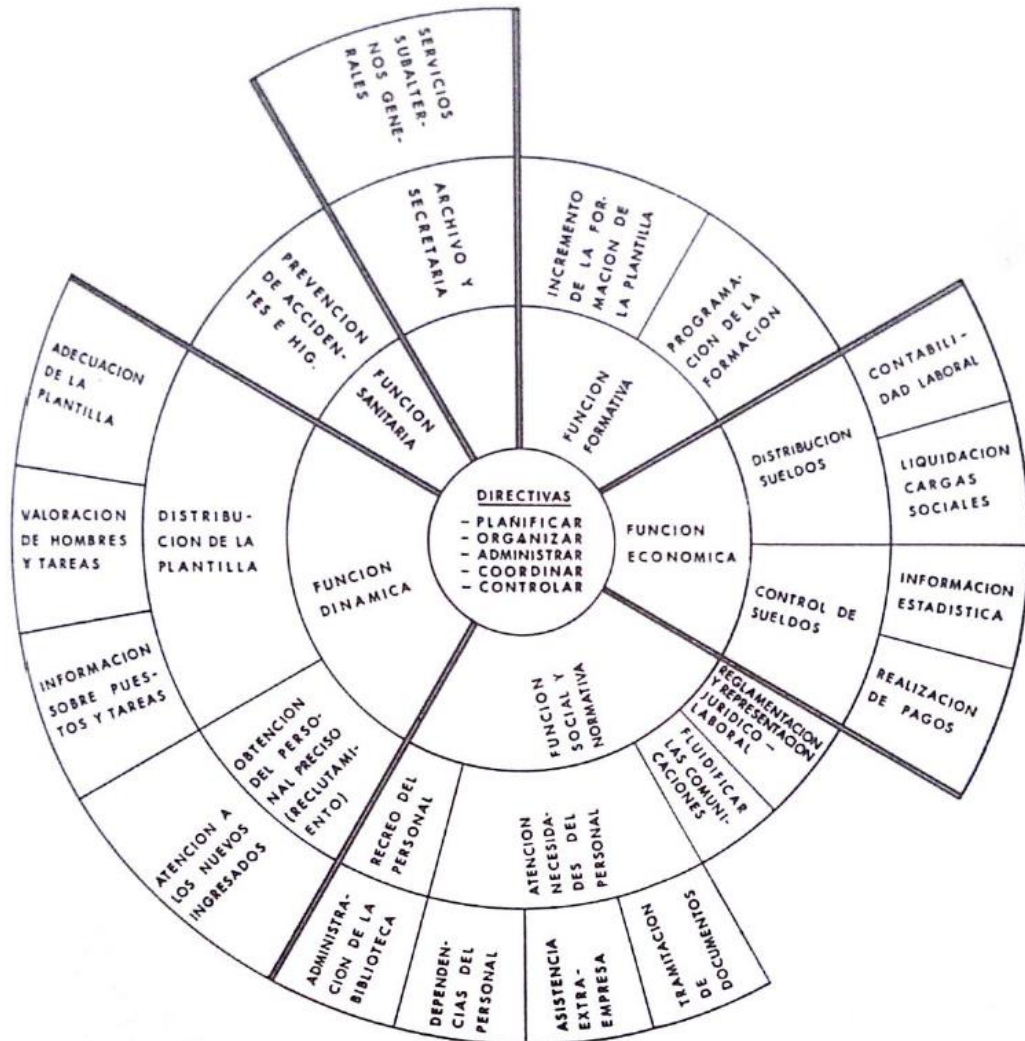 DIRECTIVAS
- PLANIFICAR
- ORGANIZAR
- ADMINISTRAR
- COORDINAR
- CONTROLAR
FUNCION
FORMATIVA
INCREMENTO
DE LA FOR-
MACION DE
LA PLANTILLA
PROGRAMA-
CION DE LA
FORMACION
FUNCION
ECONOMICA
DISTRIBUCION
SUELDOS
CONTABILI-
DAD LABORAL
LIQUIDACION
CARGAS
SOCIALES
CONTROL DE
SUELDOS
INFORMACION
ESTADISTICA
REALIZACION
DE PAGOS
FUNCION
SOCIAL Y
NORMATIVA
REGLAMENTACION
Y REPRESENTACION
JURIDICO -
LABORAL
FLUIDIFICAR
LAS COMUNI-
CACIONES
ATENCION
NECESIDA-
DES DEL
PERSONAL
TRAMITACION
DE
DOCUMENTOS
ASISTENCIA
EXTRA-
EMPRESA
DEPENDEN-
CIAS DEL
PERSONAL
RECREO DEL
PERSONAL
ADMINISTRA-
CION DE LA
BIBLIOTECA
FUNCION
DINAMICA
OBTENCION
DEL PERSO-
NAL PRECISO
(RECLUTAMI-
ENTO)
ATENCION A
LOS NUEVOS
INGRESADOS
DISTRIBU-
CION DE LA
PLANTILLA
INFORMACION
SOBRE PUES-
TOS Y TAREAS
VALORACION
DE HOMBRES
Y TAREAS
ADECUACION
DE LA
PLANTILLA
FUNCION
SANITARIA
PREVENCION
DE ACCIDEN-
TES E HIG.
ARCHIVO Y
SECRETARIA
SERVICIOS
SUBALTER-
NOS GENE-
RALES